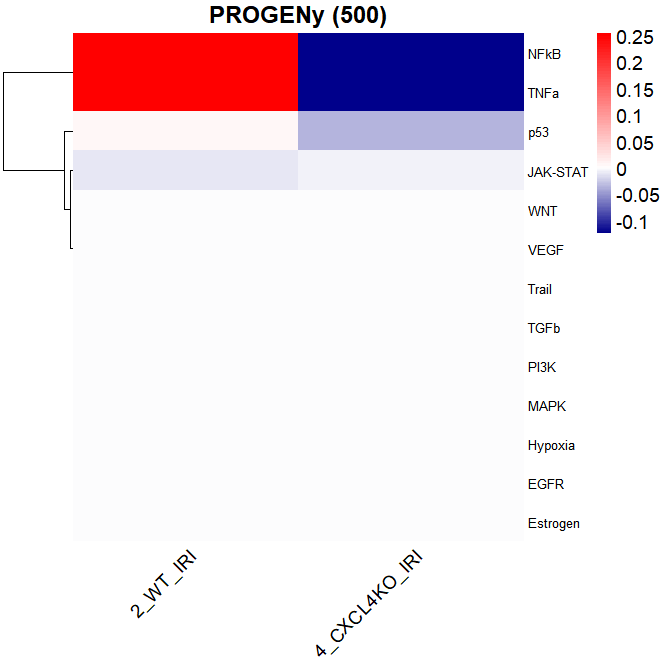 PROGENy (500)
NFkB
TNFa
p53
JAK-STAT
WNT
VEGF
Trail
TGFb
PI3K
MAPK
Hypoxia
EGFR
Estrogen
0.25
0.2
0.15
0.1
0.05
0
-0.05
-0.1
2_WT_IRI
4_CXCL4KO_IRI